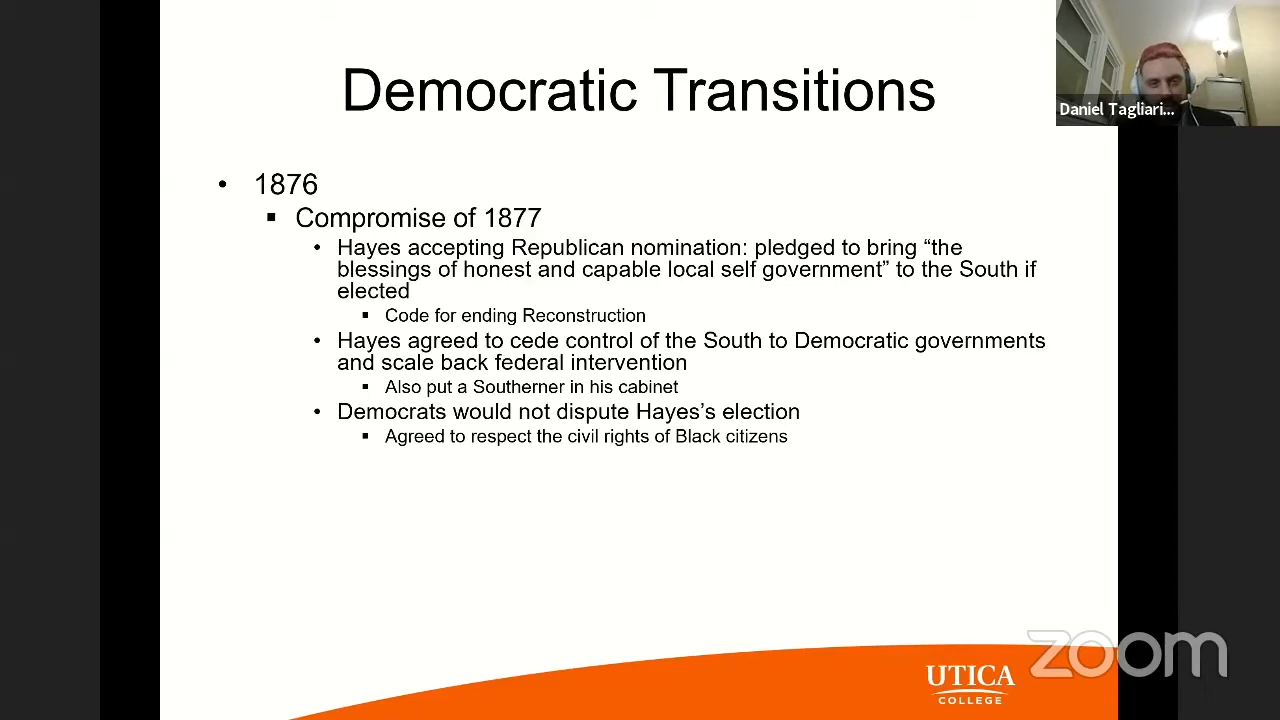 Democratic Transitions
Daniel Tagliari...
• 1876
▪ Compromise of 1877
• Hayes accepting Republican nomination: pledged to bring “the
blessings of honest and capable local self government” to the South if
elected
▪ Code for ending Reconstruction
• Hayes agreed to cede control of the South to Democratic governments
and scale back federal intervention
▪ Also put a Southerner in his cabinet
• Democrats would not dispute Hayes’s election
▪ Agreed to respect the civil rights of Black citizens
zoom
UTICA
COLLEGE